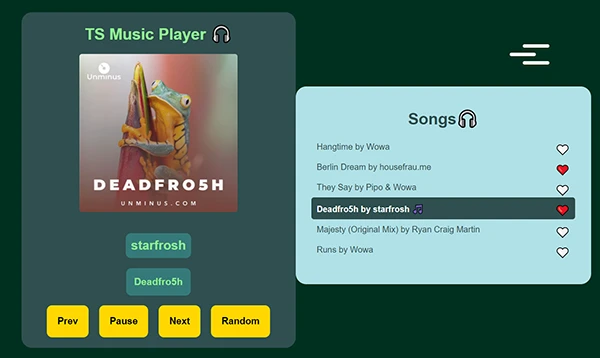 TS Music Player
Unminus
DEADFRO5H
UNMINUS.COM
starfrosh
Deadfro5h
Prev
Pause
Next
Random
Songs
Hangtime by Wowa
Berlin Dream by housefrau.me
They Say by Pipo & Wowa
Deadfro5h by starfrosh
Majesty (Original Mix) by Ryan Craig Martin
Runs by Wowa